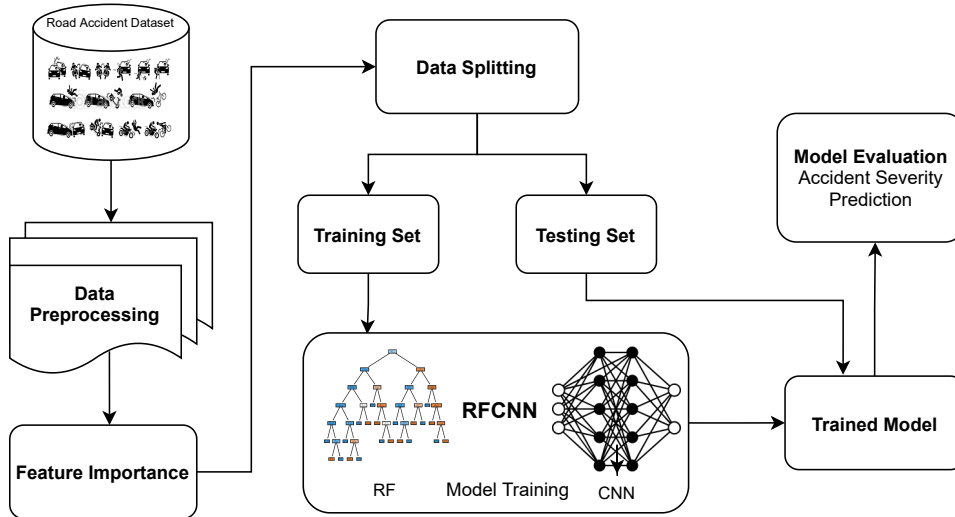 Road Accident Dataset
Data
Preprocessing
Feature Importance
Data Splitting
Training Set
Testing Set
RFCNN
RF
Model Training
CNN
Trained Model
Model Evaluation
Accident Severity
Prediction